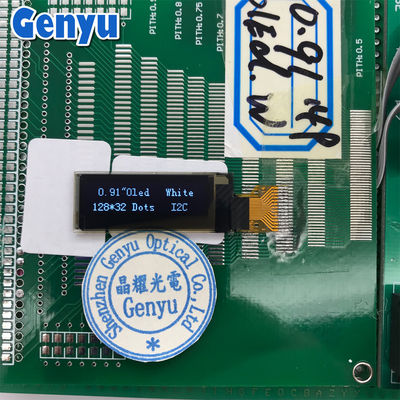 Genyu
PITH:0.8
PITH:0.75
PITH:0.7
PITH:0.5
0.91
oled.w
0.91"Oled White
128*32 Dots I2C
Shenzhen Genyu Optical Co.,Ltd
晶耀光電
Genyu